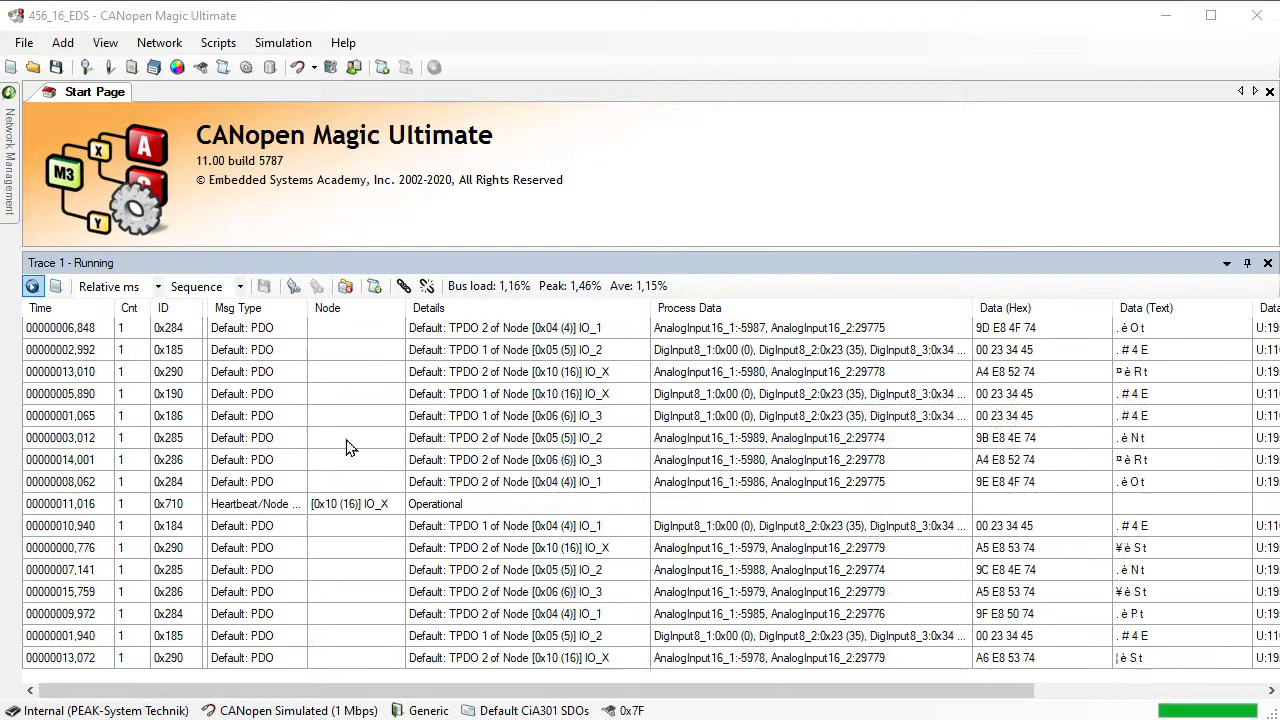 456_16_EDS - CANopen Magic Ultimate
File Add View Network Scripts Simulation Help
Start Page
Network Management
A
X
M3
Y
CANopen Magic Ultimate
11.00 build 5787
© Embedded Systems Academy, Inc. 2002-2020, All Rights Reserved
Trace 1 - Running
Relative ms Sequence Bus load: 1,16% Peak: 1,46% Ave: 1,15%
Time Cnt ID Msg Type Node Details Process Data Data (Hex) Data (Text) Data
00000006,848 1 0x284 Default: PDO Default: TPDO 2 of Node [0x04 (4)] IO_1 AnalogInput16_1:-5987, AnalogInput16_2:29775 9D E8 4F 74 . è O t U:19
00000002,992 1 0x185 Default: PDO Default: TPDO 1 of Node [0x05 (5)] IO_2 DigInput8_1:0x00 (0), DigInput8_2:0x23 (35), DigInput8_3:0x34 ... 00 23 34 45 . # 4 E U:11
00000013,010 1 0x290 Default: PDO Default: TPDO 2 of Node [0x10 (16)] IO_X AnalogInput16_1:-5980, AnalogInput16_2:29778 A4 E8 52 74 ¤ è R t U:19
00000005,890 1 0x190 Default: PDO Default: TPDO 1 of Node [0x10 (16)] IO_X DigInput8_1:0x00 (0), DigInput8_2:0x23 (35), DigInput8_3:0x34 ... 00 23 34 45 . # 4 E U:11
00000001,065 1 0x186 Default: PDO Default: TPDO 1 of Node [0x06 (6)] IO_3 DigInput8_1:0x00 (0), DigInput8_2:0x23 (35), DigInput8_3:0x34 ... 00 23 34 45 . # 4 E U:11
00000003,012 1 0x285 Default: PDO Default: TPDO 2 of Node [0x05 (5)] IO_2 AnalogInput16_1:-5989, AnalogInput16_2:29774 9B E8 4E 74 . è N t U:19
00000014,001 1 0x286 Default: PDO Default: TPDO 2 of Node [0x06 (6)] IO_3 AnalogInput16_1:-5980, AnalogInput16_2:29778 A4 E8 52 74 ¤ è R t U:19
00000008,062 1 0x284 Default: PDO Default: TPDO 2 of Node [0x04 (4)] IO_1 AnalogInput16_1:-5986, AnalogInput16_2:29775 9E E8 4F 74 . è O t U:19
00000011,016 1 0x710 Heartbeat/Node ... [0x10 (16)] IO_X Operational
00000010,940 1 0x184 Default: PDO Default: TPDO 1 of Node [0x04 (4)] IO_1 DigInput8_1:0x00 (0), DigInput8_2:0x23 (35), DigInput8_3:0x34 ... 00 23 34 45 . # 4 E U:11
00000000,776 1 0x290 Default: PDO Default: TPDO 2 of Node [0x10 (16)] IO_X AnalogInput16_1:-5979, AnalogInput16_2:29779 A5 E8 53 74 ¥ è S t U:19
00000007,141 1 0x285 Default: PDO Default: TPDO 2 of Node [0x05 (5)] IO_2 AnalogInput16_1:-5988, AnalogInput16_2:29774 9C E8 4E 74 . è N t U:19
00000015,759 1 0x286 Default: PDO Default: TPDO 2 of Node [0x06 (6)] IO_3 AnalogInput16_1:-5979, AnalogInput16_2:29779 A5 E8 53 74 ¥ è S t U:19
00000009,972 1 0x284 Default: PDO Default: TPDO 2 of Node [0x04 (4)] IO_1 AnalogInput16_1:-5985, AnalogInput16_2:29776 9F E8 50 74 . è P t U:19
00000001,940 1 0x185 Default: PDO Default: TPDO 1 of Node [0x05 (5)] IO_2 DigInput8_1:0x00 (0), DigInput8_2:0x23 (35), DigInput8_3:0x34 ... 00 23 34 45 . # 4 E U:11
00000013,072 1 0x290 Default: PDO Default: TPDO 2 of Node [0x10 (16)] IO_X AnalogInput16_1:-5978, AnalogInput16_2:29779 A6 E8 53 74 ¦ è S t U:19
Internal (PEAK-System Technik) CANopen Simulated (1 Mbps) Generic Default CiA301 SDOs 0x7F